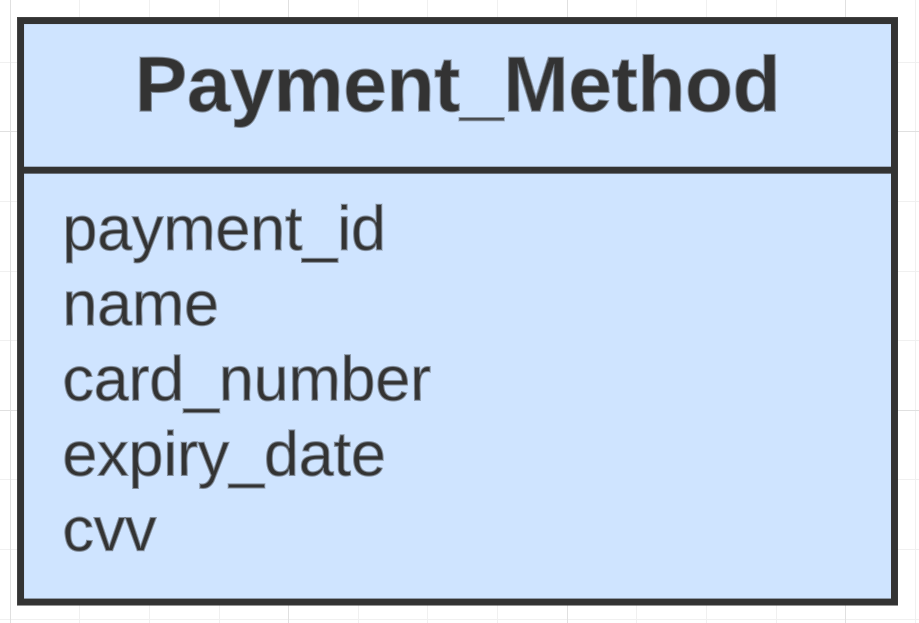 Payment_Method
payment_id
name
card_number
expiry_date
cvv